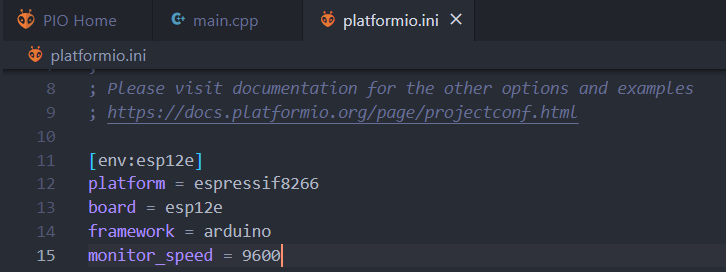 PIO Home
main.cpp
platformio.ini
platformio.ini
8 ; Please visit documentation for the other options and examples
9 ; https://docs.platformio.org/page/projectconf.html
10
11 [env:esp12e]
12 platform = espressif8266
13 board = esp12e
14 framework = arduino
15 monitor_speed = 9600